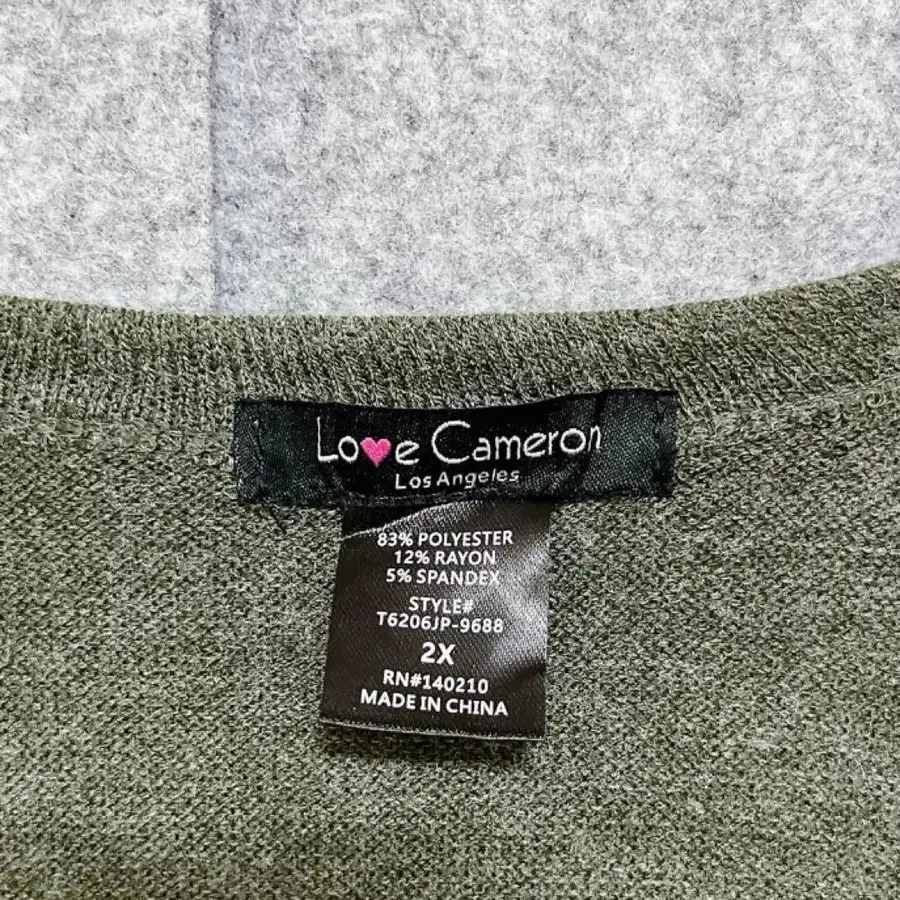 Love Cameron
Los Angeles
83% POLYESTER
12% RAYON
5% SPANDEX
STYLE#
T6206JP-9688
2X
RN#140210
MADE IN CHINA